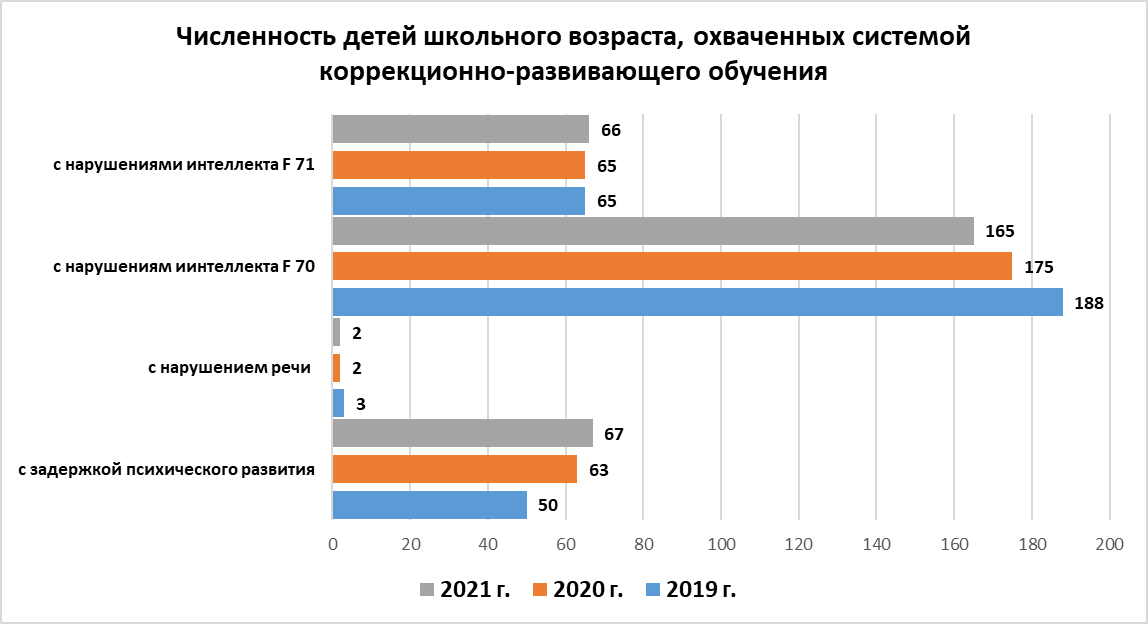 Численность детей школьного возраста, охваченных системой
коррекционно-развивающего обучения
с нарушениями интеллекта F 71
66
65
65
с нарушениям иинтеллекта F 70
165
175
188
с нарушением речи
2
2
3
с задержкой психического развития
67
63
50
0 20 40 60 80 100 120 140 160 180 200
2021 г. 2020 г. 2019 г.